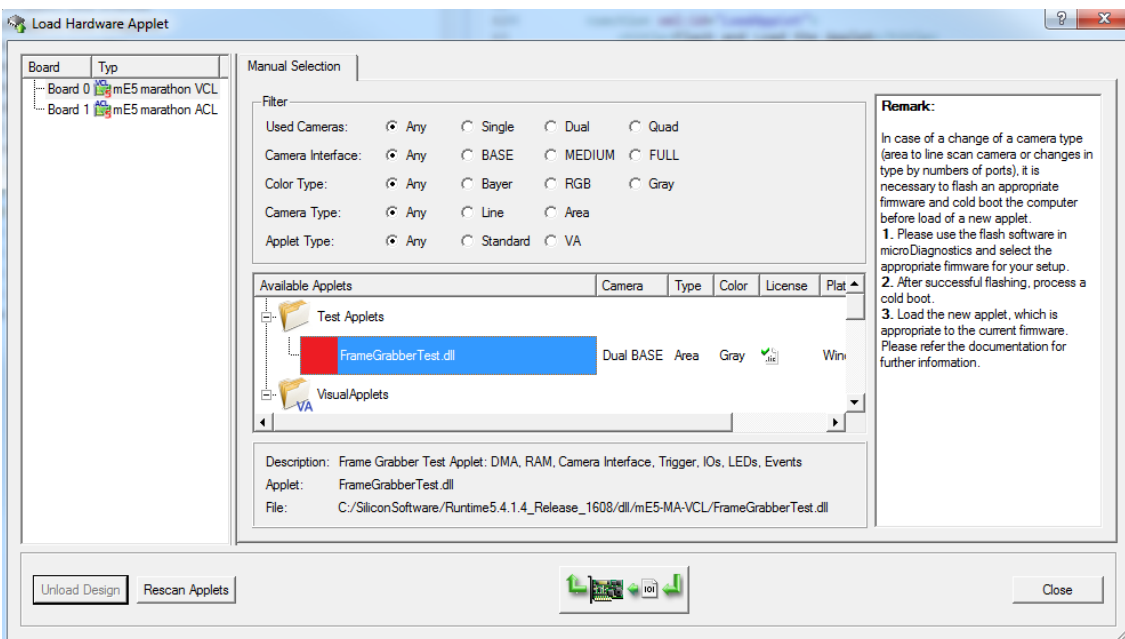 Load Hardware Applet
Board Typ
Board 0 mE5 marathon VCL
Board 1 mE5 marathon ACL
Manual Selection
Filter
Used Cameras: Any Single Dual Quad
Camera Interface: Any BASE MEDIUM FULL
Color Type: Any Bayer RGB Gray
Camera Type: Any Line Area
Applet Type: Any Standard VA
Available Applets Camera Type Color License Plat
Test Applets
FrameGrabberTest.dll Dual BASE Area Gray .lic Win
VA VisualApplets
Description: Frame Grabber Test Applet: DMA, RAM, Camera Interface, Trigger, IOs, LEDs, Events
Applet: FrameGrabberTest.dll
File: C:/SiliconSoftware/Runtime5.4.1.4_Release_1608/dll/mE5-MA-VCL/FrameGrabberTest.dll
Remark:
In case of a change of a camera type
(area to line scan camera or changes in
type by numbers of ports), it is
necessary to flash an appropriate
firmware and cold boot the computer
before load of a new applet.
1. Please use the flash software in
microDiagnostics and select the
appropriate firmware for your setup.
2. After successful flashing, process a
cold boot.
3. Load the new applet, which is
appropriate to the current firmware.
Please refer the documentation for
further information.
Unload Design Rescan Applets 101 Close